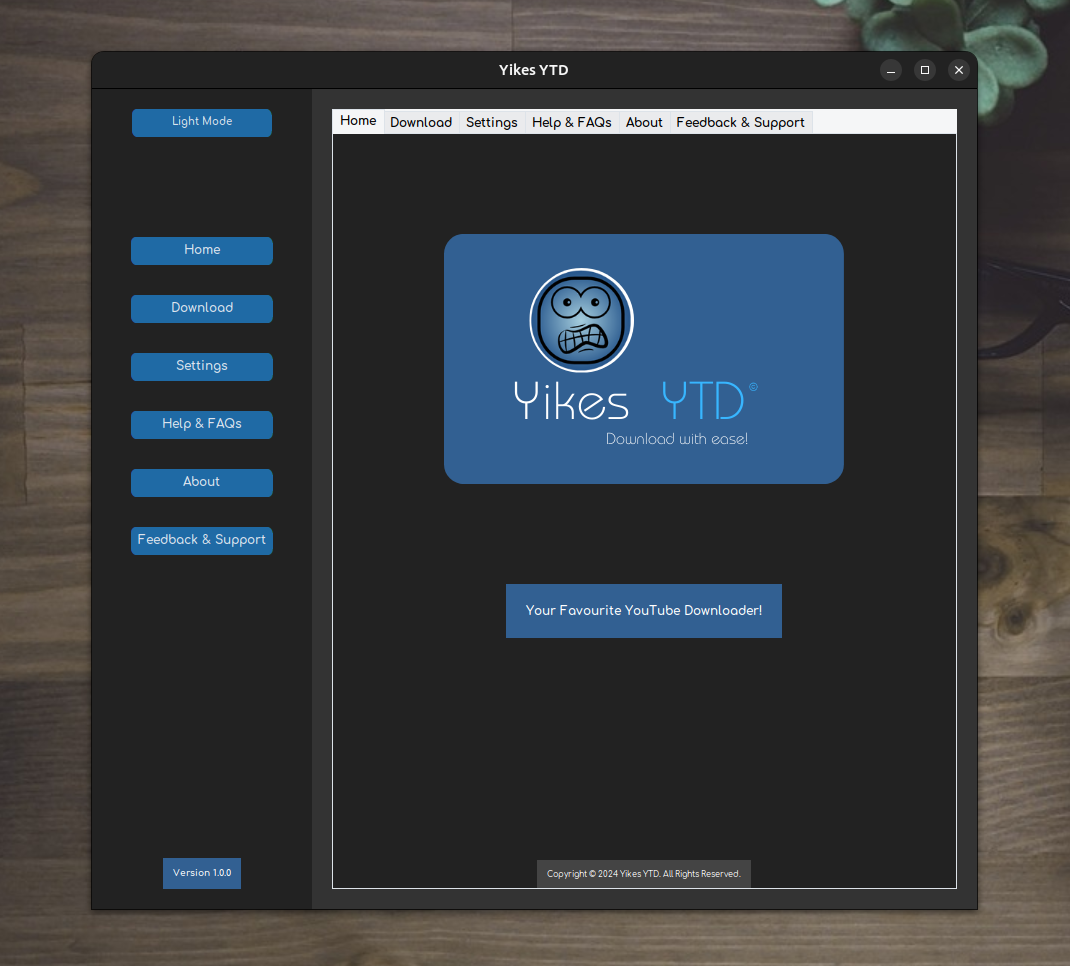 Yikes YTD
Light Mode
Home
Download
Settings
Help & FAQs
About
Feedback & Support
Version 1.0.0
Home Download Settings Help & FAQs About Feedback & Support
Yikes YTD ©
Download with ease!
Your Favourite YouTube Downloader!
Copyright © 2024 Yikes YTD. All Rights Reserved.